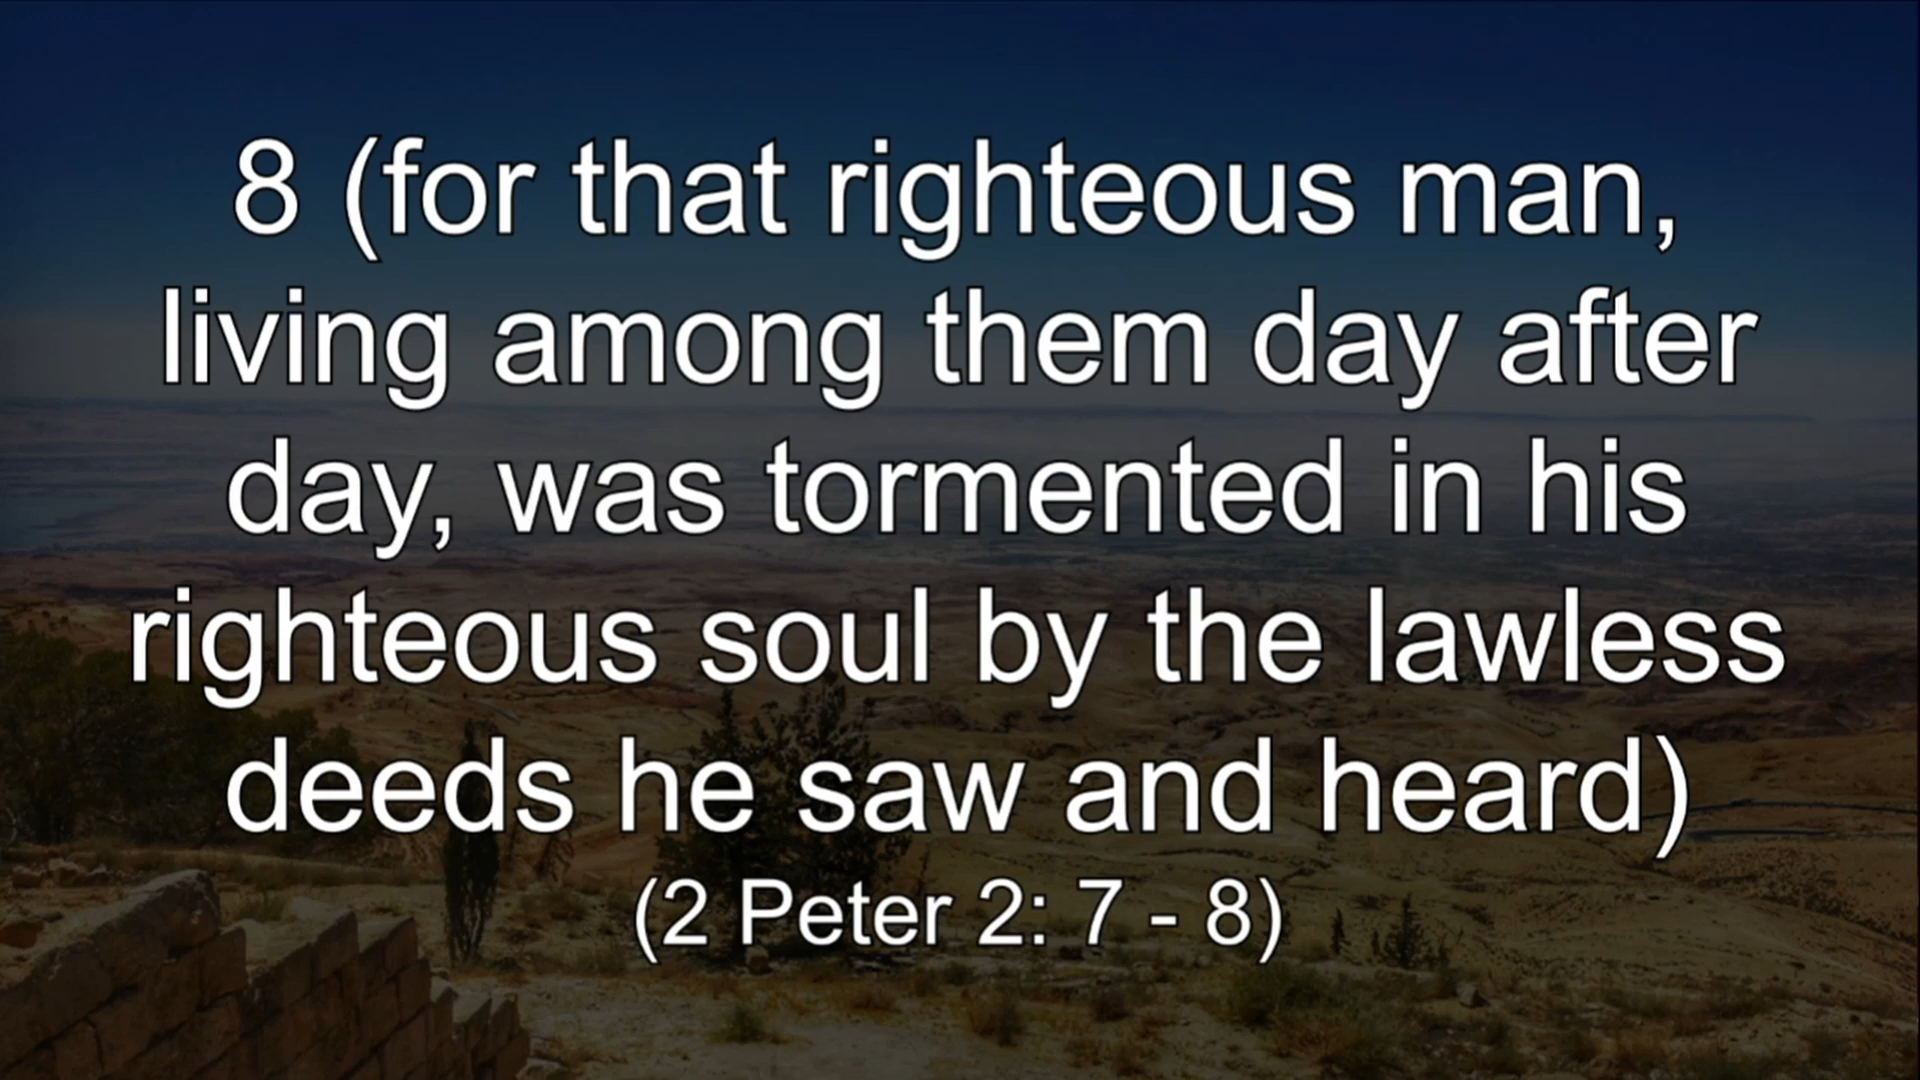 8 (for that righteous man,
living among them day after
day, was tormented in his
righteous soul by the lawless
deeds he saw and heard)
(2 Peter 2: 7 - 8)